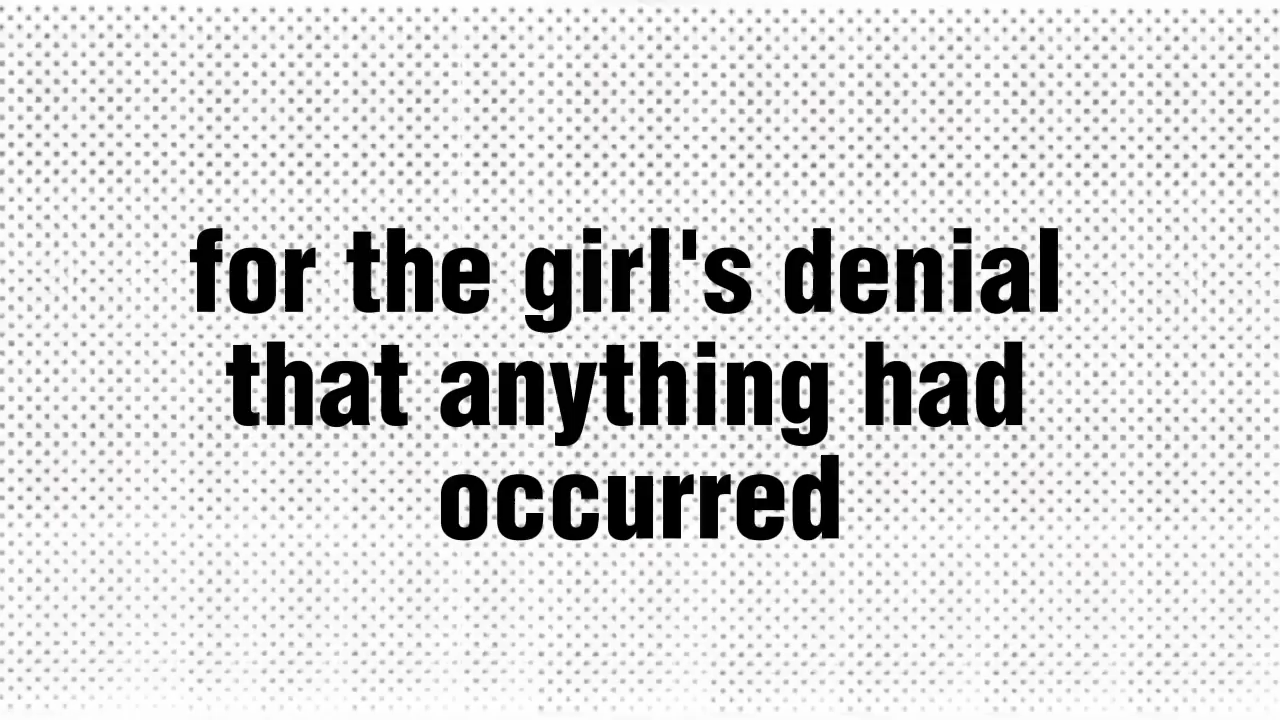 for the girl's denial
that anything had
occurred